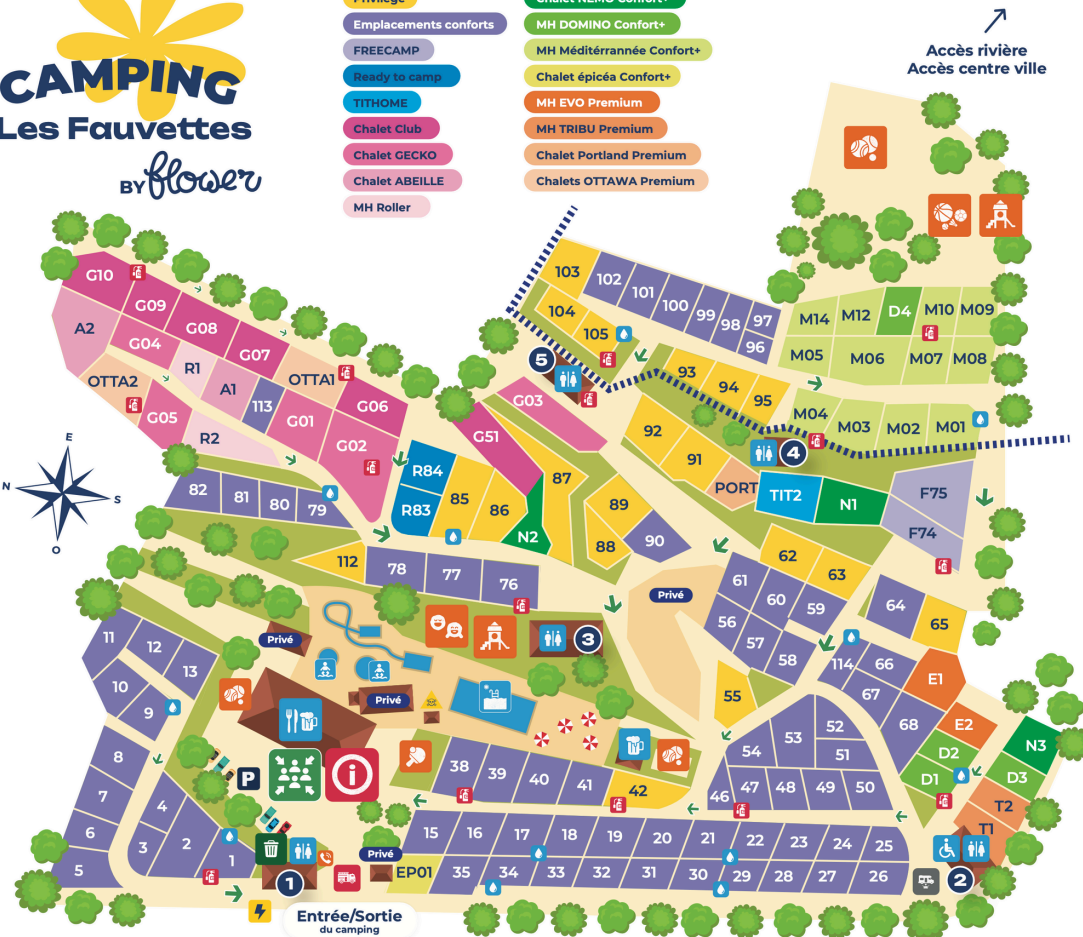 CAMPING
Les Fauvettes
BY flower
Privilège
Emplacements conforts
FREECAMP
Ready to camp
TITHOME
Chalet Club
Chalet GECKO
Chalet ABEILLE
MH Roller
Chalet NEMO Confort+
MH DOMINO Confort+
MH Méditérrannée Confort+
Chalet épicéa Confort+
MH EVO Premium
MH TRIBU Premium
Chalet Portland Premium
Chalets OTTAWA Premium
Accès rivière
Accès centre ville
G10
G09
G08
G07
G06
A2
G04
R1
A1
113
OTTA1
OTTA2
G05
R2
G01
G02
E
N
S
O
82
81
80
79
103
102
101
100
99
98
97
96
104
105
5
93
94
95
M14
M12
D4
M10
M09
M05
M06
M07
M08
M04
M03
M02
M01
G03
G51
92
91
4
PORT
TIT2
N1
F75
F74
R84
R83
85
86
N2
87
89
88
90
112
78
77
76
62
63
61
60
59
56
57
58
64
65
Privé
Privé
Privé
3
55
114
66
67
68
E1
E2
D2
D1
N3
D3
T2
T1
11
12
13
10
9
8
7
6
5
4
3
2
1
P
i
38
39
40
41
42
54
53
52
51
46
47
48
49
50
15
16
17
18
19
20
21
22
23
24
25
Privé
EP01
35
34
33
32
31
30
29
28
27
26
1
2
Entrée/Sortie
du camping